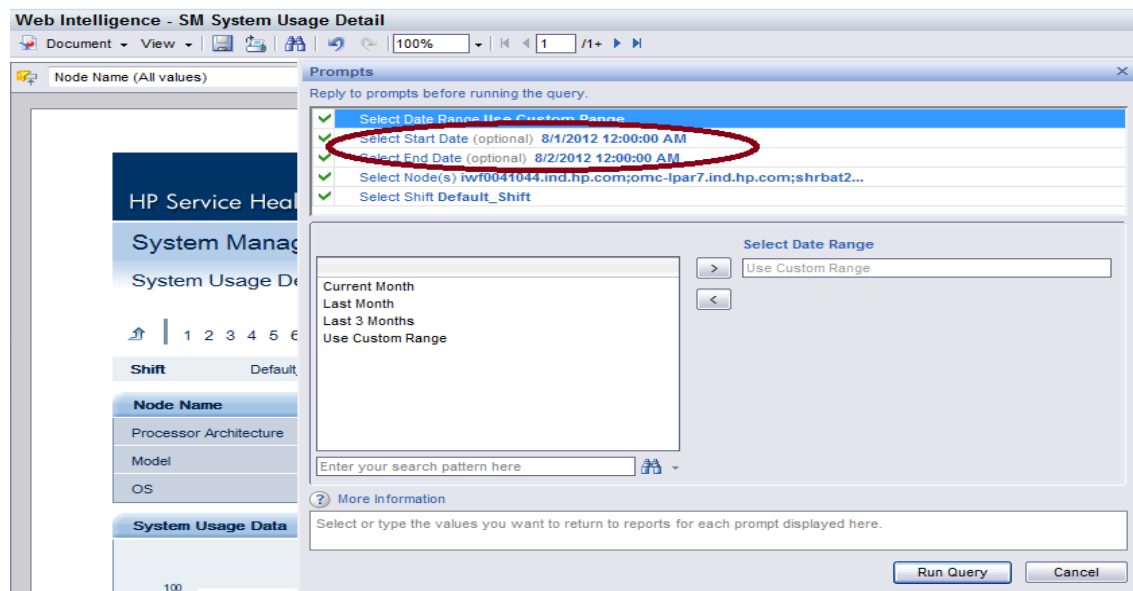 Web Intelligence - SM System Usage Detail
Document View 100% 1 /1+
Node Name (All values)
Prompts
Reply to prompts before running the query.
Select Date Range Use Custom Range
Select Start Date (optional) 8/1/2012 12:00:00 AM
Select End Date (optional) 8/2/2012 12:00:00 AM
Select Node(s) iwf0041044.ind.hp.com;omc-lpar7.ind.hp.com;shrbat2...
Select Shift Default_Shift
HP Service Heal
System Manag
System Usage De
1 2 3 4 5 6
Shift Default_
Node Name
Processor Architecture
Model
OS
System Usage Data
100
Select Date Range
> Use Custom Range
<
Current Month
Last Month
Last 3 Months
Use Custom Range
Enter your search pattern here
? More Information
Select or type the values you want to return to reports for each prompt displayed here.
Run Query Cancel